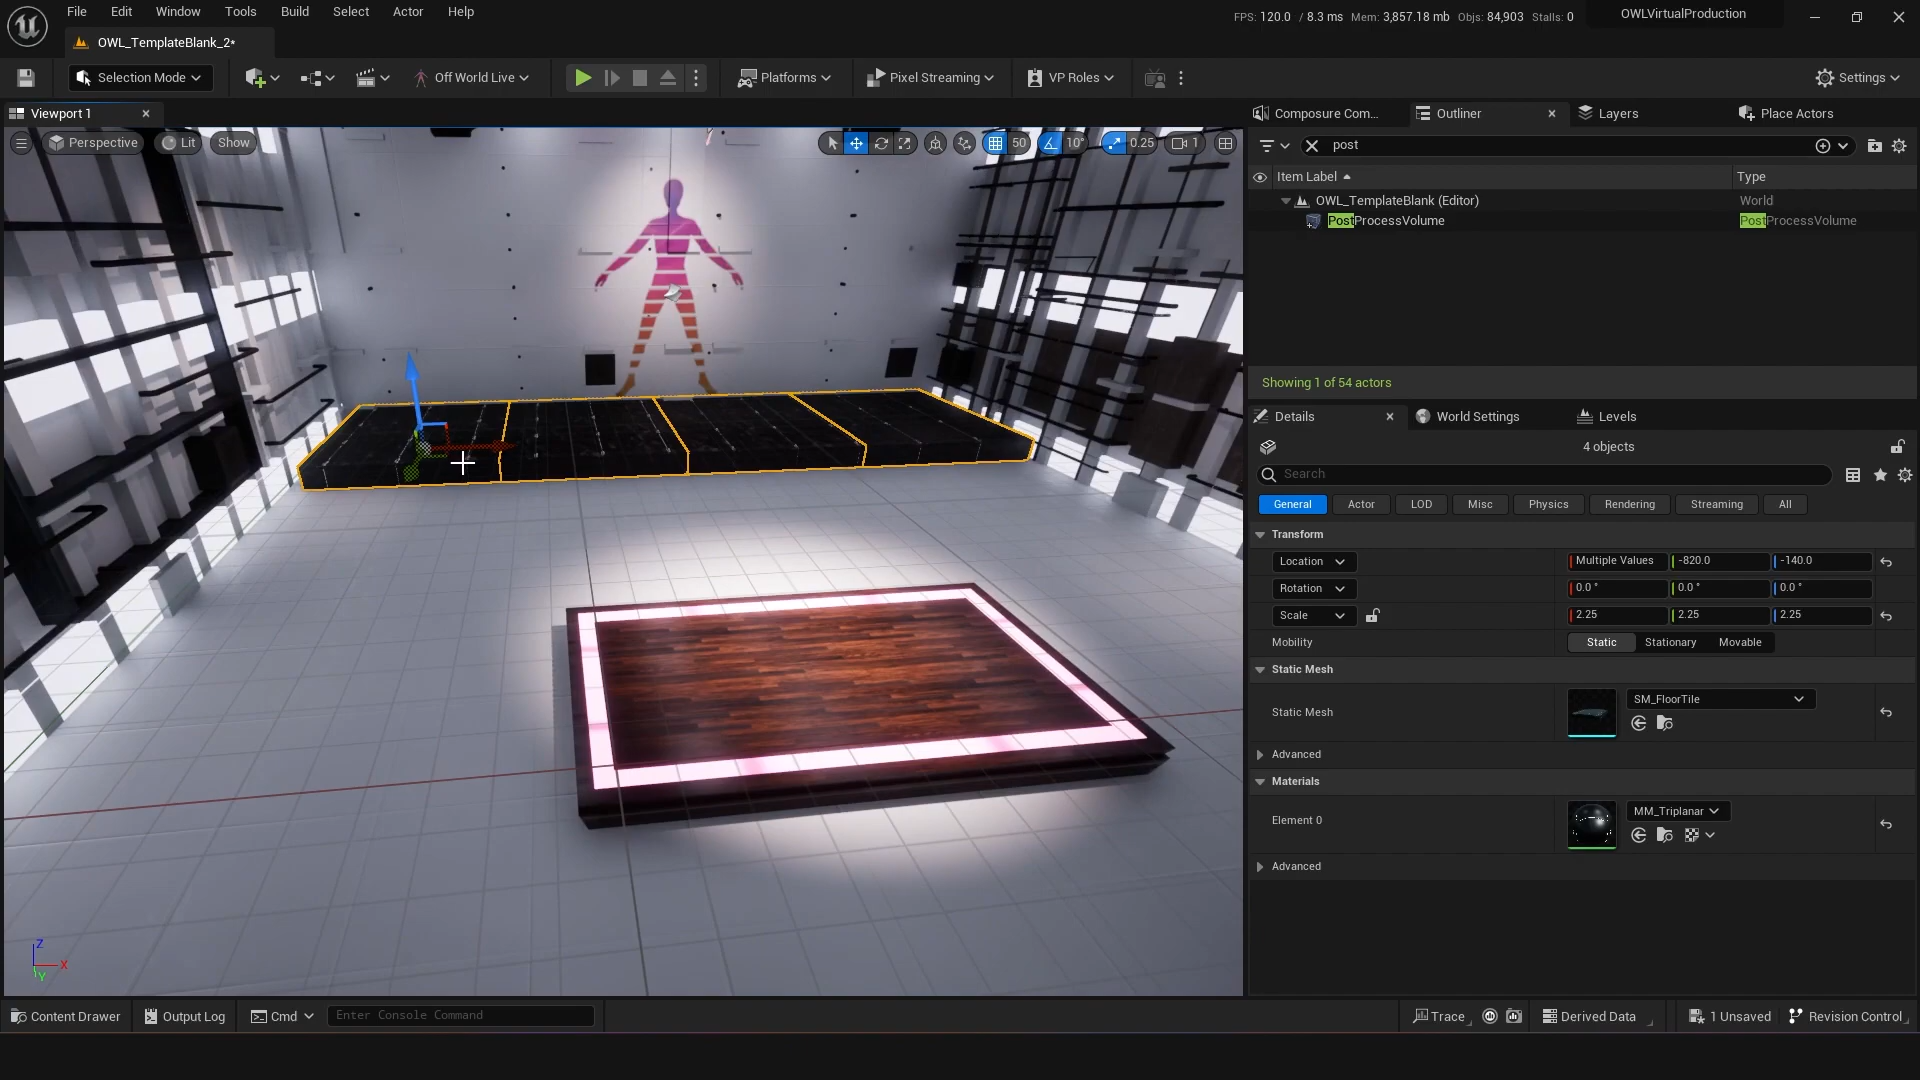 File Edit Window Tools Build Select Actor Help
FPS: 120.0 / 8.3 ms Mem: 3,857.18 mb Objs: 84,903 Stalls: 0
OWLVirtualProduction
OWL_TemplateBlank_2*
Selection Mode
Off World Live
Platforms
Pixel Streaming
VP Roles
Settings
Viewport 1
Composure Com...
Outliner
Layers
Place Actors
Perspective
Lit
Show
50
10°
0.25
1
post
Item Label
Type
OWL_TemplateBlank (Editor)
World
PostProcessVolume
PostProcessVolume
Showing 1 of 54 actors
Details
World Settings
Levels
4 objects
Search
General Actor LOD Misc Physics Rendering Streaming All
Transform
Location Multiple Values -820.0 -140.0
Rotation 0.0 ° 0.0 ° 0.0 °
Scale 2.25 2.25 2.25
Mobility Static Stationary Movable
Static Mesh
Static Mesh SM_FloorTile
Advanced
Materials
Element 0 MM_Triplanar
Advanced
Z
X
Y
Content Drawer
Output Log
Cmd
Enter Console Command
Trace
Derived Data
1 Unsaved
Revision Control